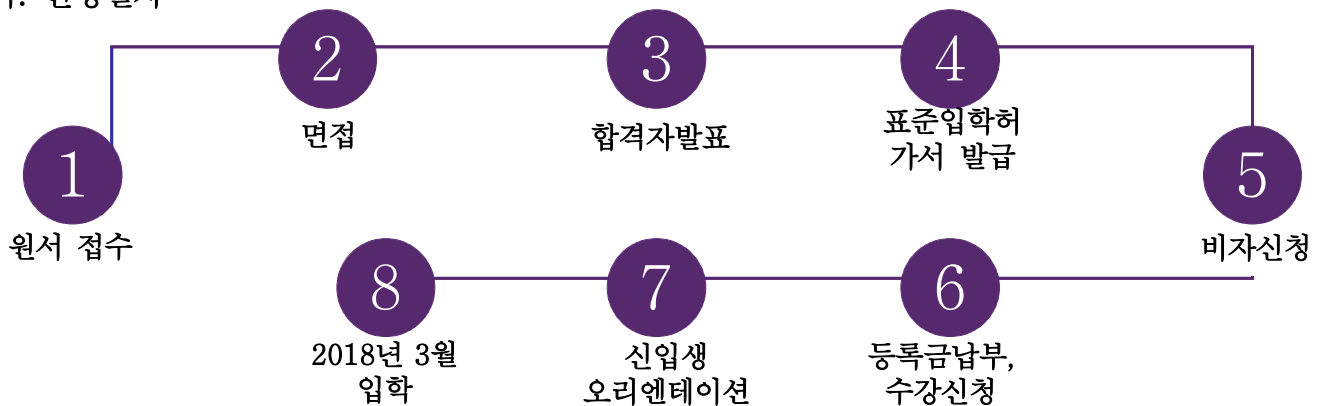 1
원서 접수
2
면접
3
합격자발표
4
표준입학허
가서 발급
5
비자신청
6
등록금납부,
수강신청
7
신입생
오리엔테이션
8
2018년 3월
입학